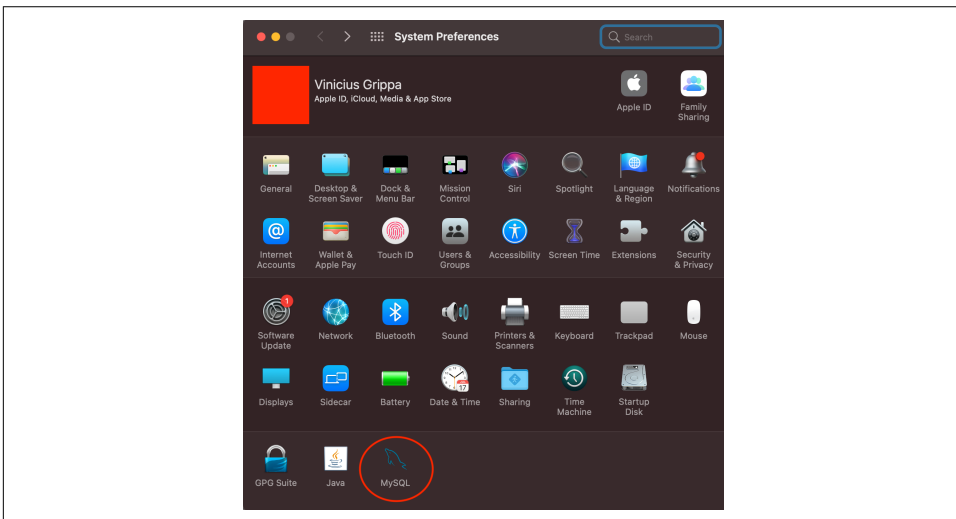 System Preferences
Search
Vinicius Grippa
Apple ID, iCloud, Media & App Store
Apple ID
Family
Sharing
General
Desktop &
Screen Saver
Dock &
Menu Bar
Mission
Control
Siri
Spotlight
Language
& Region
Notifications
Internet
Accounts
Wallet &
Apple Pay
Touch ID
Users &
Groups
Accessibility
Screen Time
Extensions
Security
& Privacy
1
Software
Update
Network
Bluetooth
Sound
Printers &
Scanners
Keyboard
Trackpad
Mouse
Displays
Sidecar
Battery
17
Date & Time
Sharing
Time
Machine
Startup
Disk
GPG Suite
Java
MySQL